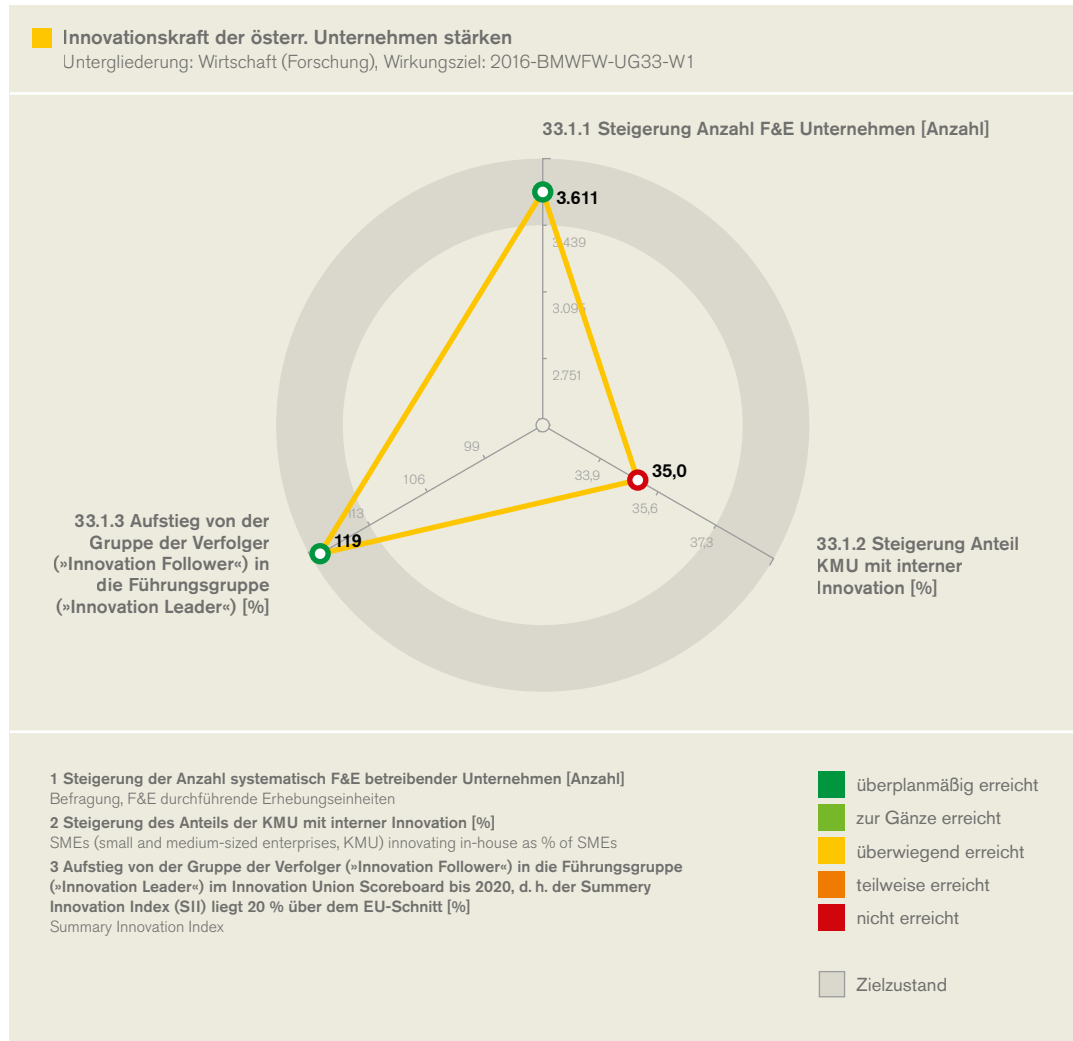 Innovationskraft der österr. Unternehmen stärken
Untergliederung: Wirtschaft (Forschung), Wirkungsziel: 2016-BMWFW-UG33-W1
33.1.1 Steigerung Anzahl F&E Unternehmen [Anzahl]
3.611
3.439
3.095
2.751
99
33,9
35,0
106
35,6
113
37,3
119
33.1.3 Aufstieg von der
Gruppe der Verfolger
(»Innovation Follower«) in
die Führungsgruppe
(»Innovation Leader«) [%]
33.1.2 Steigerung Anteil
KMU mit interner
Innovation [%]
1 Steigerung der Anzahl systematisch F&E betreibender Unternehmen [Anzahl]
Befragung, F&E durchführende Erhebungseinheiten
2 Steigerung des Anteils der KMU mit interner Innovation [%]
SMEs (small and medium-sized enterprises, KMU) innovating in-house as % of SMEs
3 Aufstieg von der Gruppe der Verfolger (»Innovation Follower«) in die Führungsgruppe
(»Innovation Leader«) im Innovation Union Scoreboard bis 2020, d. h. der Summery
Innovation Index (SII) liegt 20 % über dem EU-Schnitt [%]
Summary Innovation Index
überplanmäßig erreicht
zur Gänze erreicht
überwiegend erreicht
teilweise erreicht
nicht erreicht
Zielzustand